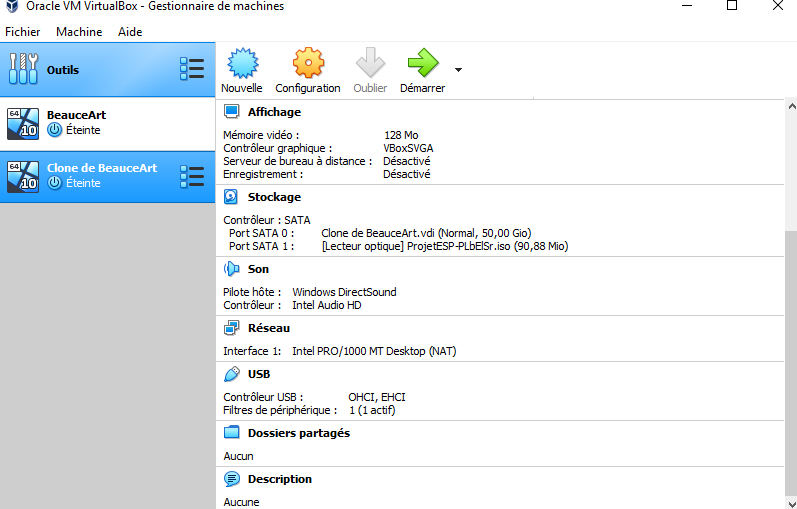 Oracle VM VirtualBox - Gestionnaire de machines
Fichier Machine Aide
Outils
Nouvelle Configuration Oublier Démarrer
64
10
BeauceArt
Éteinte
64
10
Clone de BeauceArt
Éteinte
Affichage
Mémoire vidéo : 128 Mo
Contrôleur graphique : VBoxSVGA
Serveur de bureau à distance : Désactivé
Enregistrement : Désactivé
Stockage
Contrôleur : SATA
Port SATA 0 : Clone de BeauceArt.vdi (Normal, 50,00 Gio)
Port SATA 1 : [Lecteur optique] ProjetESP-PLbElSr.iso (90,88 Mio)
Son
Pilote hôte : Windows DirectSound
Contrôleur : Intel Audio HD
Réseau
Interface 1: Intel PRO/1000 MT Desktop (NAT)
USB
Contrôleur USB : OHCI, EHCI
Filtres de périphérique : 1 (1 actif)
Dossiers partagés
Aucun
Description
Aucune